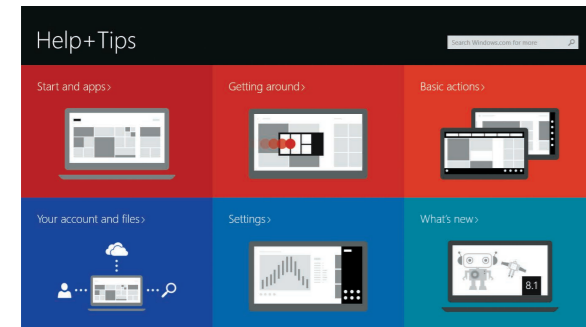 Help+Tips
Search Windows.com for more
Start and apps>
Getting around>
Basic actions>
Your account and files>
Settings>
What's new>
8.1